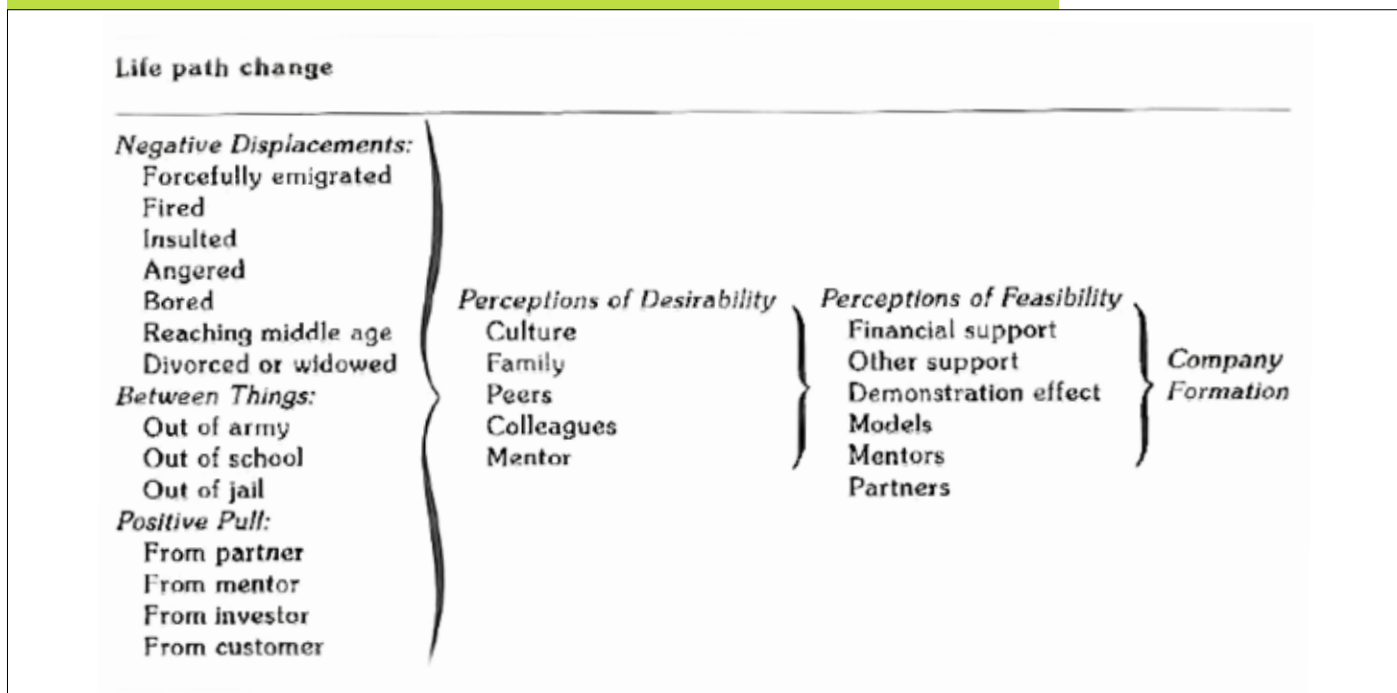 Life path change
Negative Displacements:
Forcefully emigrated
Fired
Insulted
Angered
Bored
Reaching middle age
Divorced or widowed
Between Things:
Out of army
Out of school
Out of jail
Positive Pull:
From partner
From mentor
From investor
From customer
Perceptions of Desirability
Culture
Family
Peers
Colleagues
Mentor
Perceptions of Feasibility
Financial support
Other support
Demonstration effect
Models
Mentors
Partners
Company
Formation